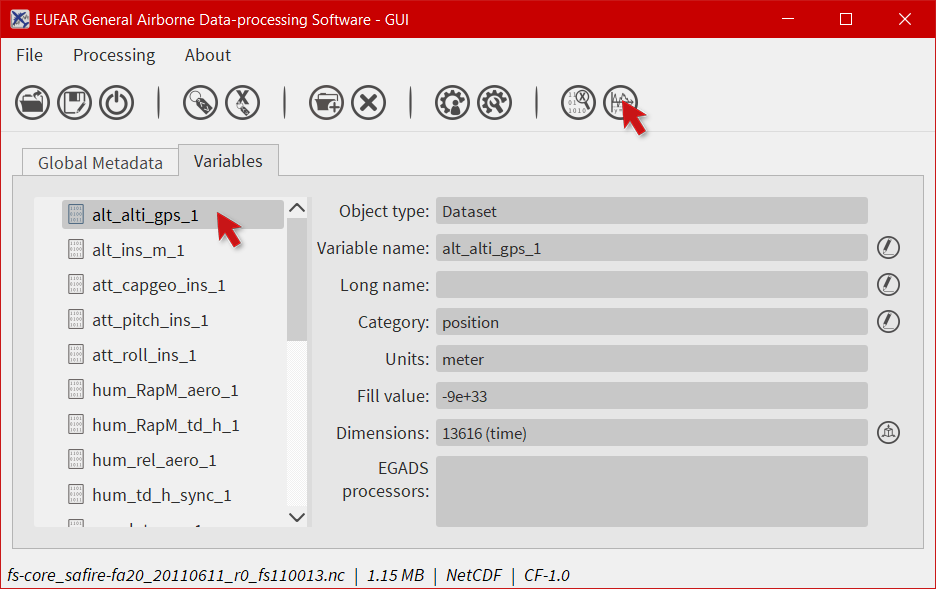 EUFAR General Airborne Data-processing Software - GUI
File Processing About
Global Metadata Variables
alt_alti_gps_1
alt_ins_m_1
att_capgeo_ins_1
att_pitch_ins_1
att_roll_ins_1
hum_RapM_aero_1
hum_RapM_td_h_1
hum_rel_aero_1
hum_td_h_sync_1
Object type: Dataset
Variable name: alt_alti_gps_1
Long name:
Category: position
Units: meter
Fill value: -9e+33
Dimensions: 13616 (time)
EGADS
processors:
fs-core_safire-fa20_20110611_r0_fs110013.nc | 1.15 MB | NetCDF | CF-1.0